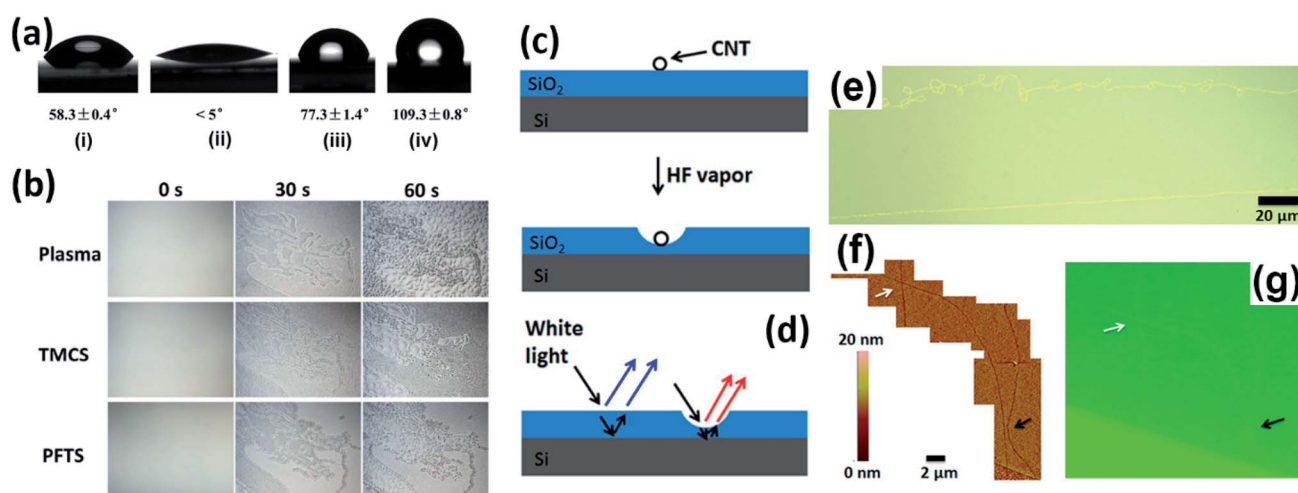 (a)
58.3±0.4°
<5°
77.3±1.4°
109.3±0.8°
(i)
(ii)
(iii)
(iv)
(b)
0 s
30 s
60 s
Plasma
TMCS
PFTS
(c)
CNT
SiO₂
Si
HF vapor
SiO₂
Si
(d)
White
light
Si
(e)
20 μm
(f)
20 nm
0 nm
2 μm
(g)